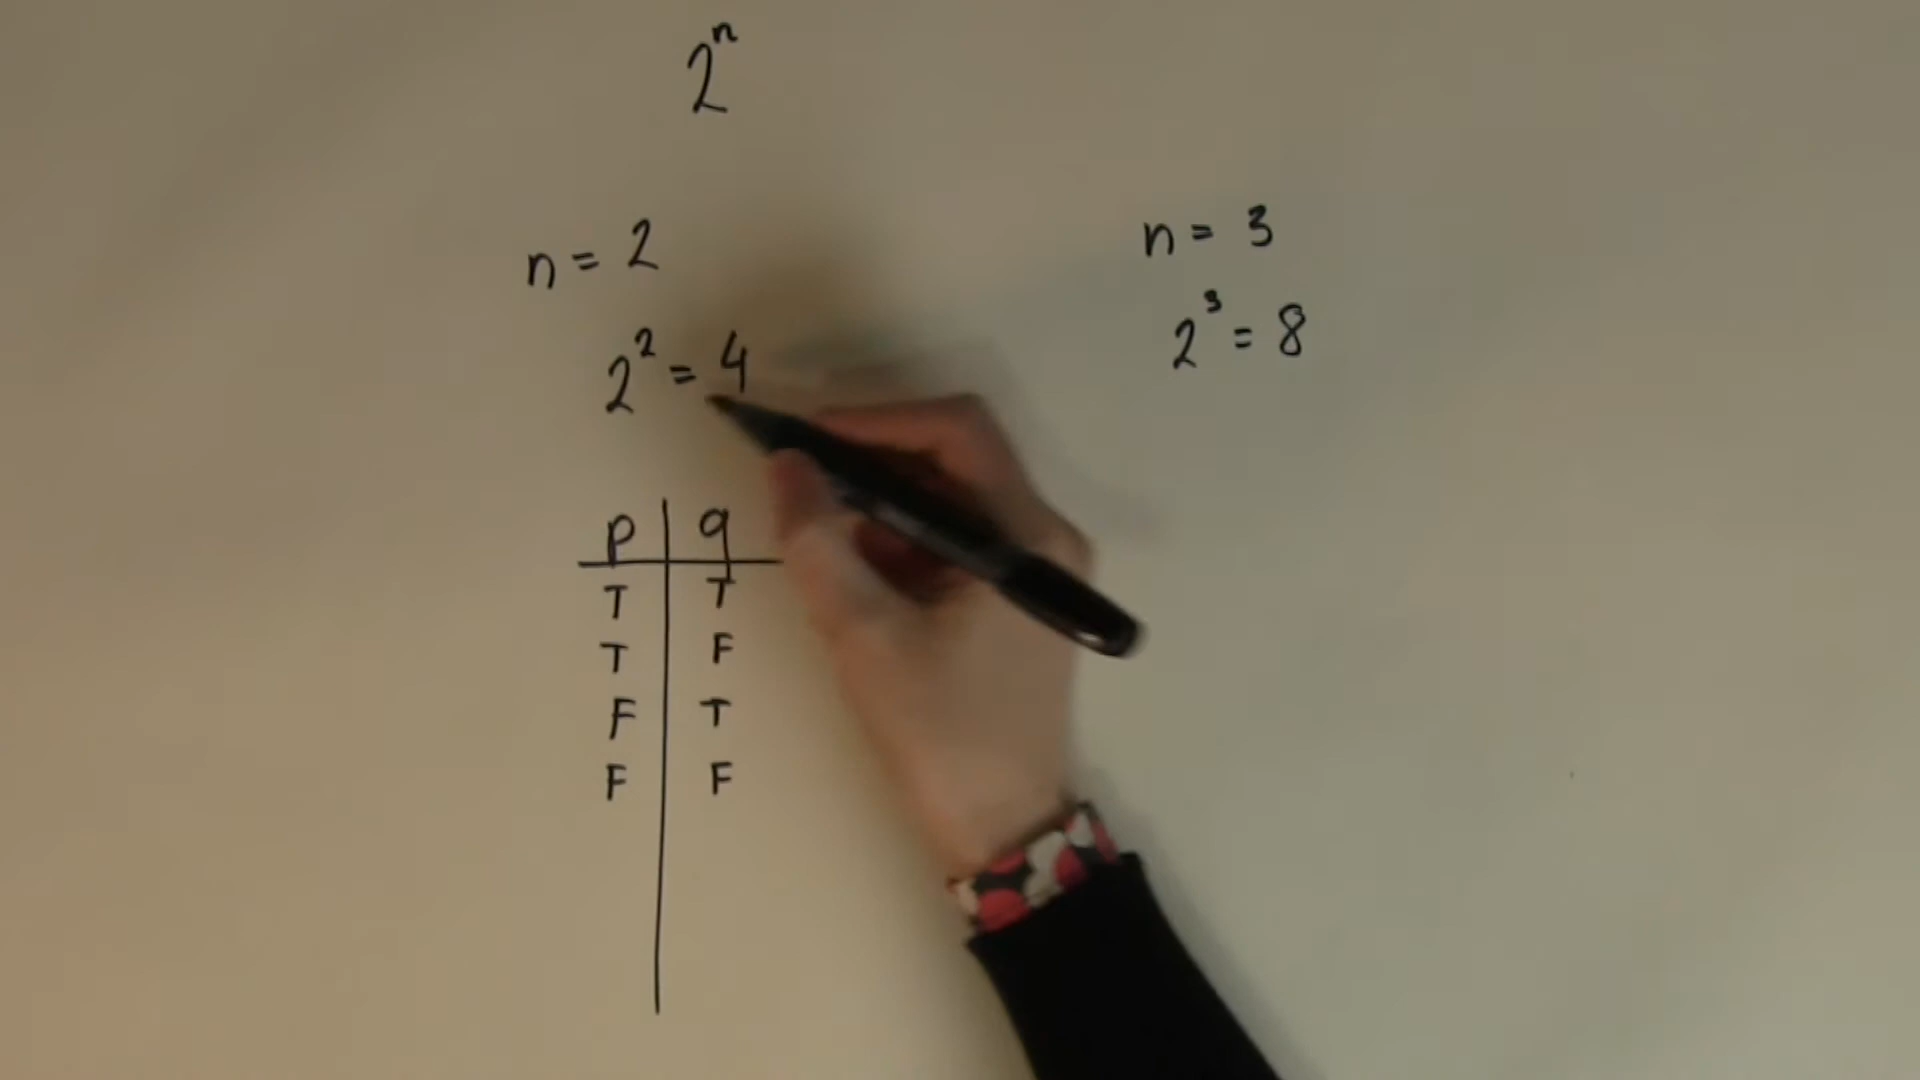 2ⁿ
n = 2
2² = 4
p | q
T | T
T | F
F | T
F | F
n = 3
2³ = 8